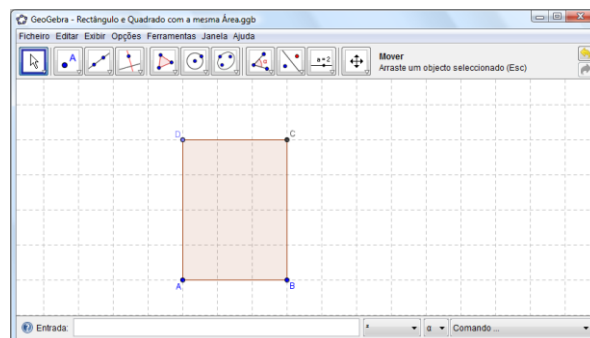 GeoGebra - Rectângulo e Quadrado com a mesma Área.ggb
Ficheiro Editar Exibir Opções Ferramentas Janela Ajuda
A
α
a=2
Mover
Arraste um objecto seleccionado (Esc)
D
C
A
B
Entrada:
α
Comando ...